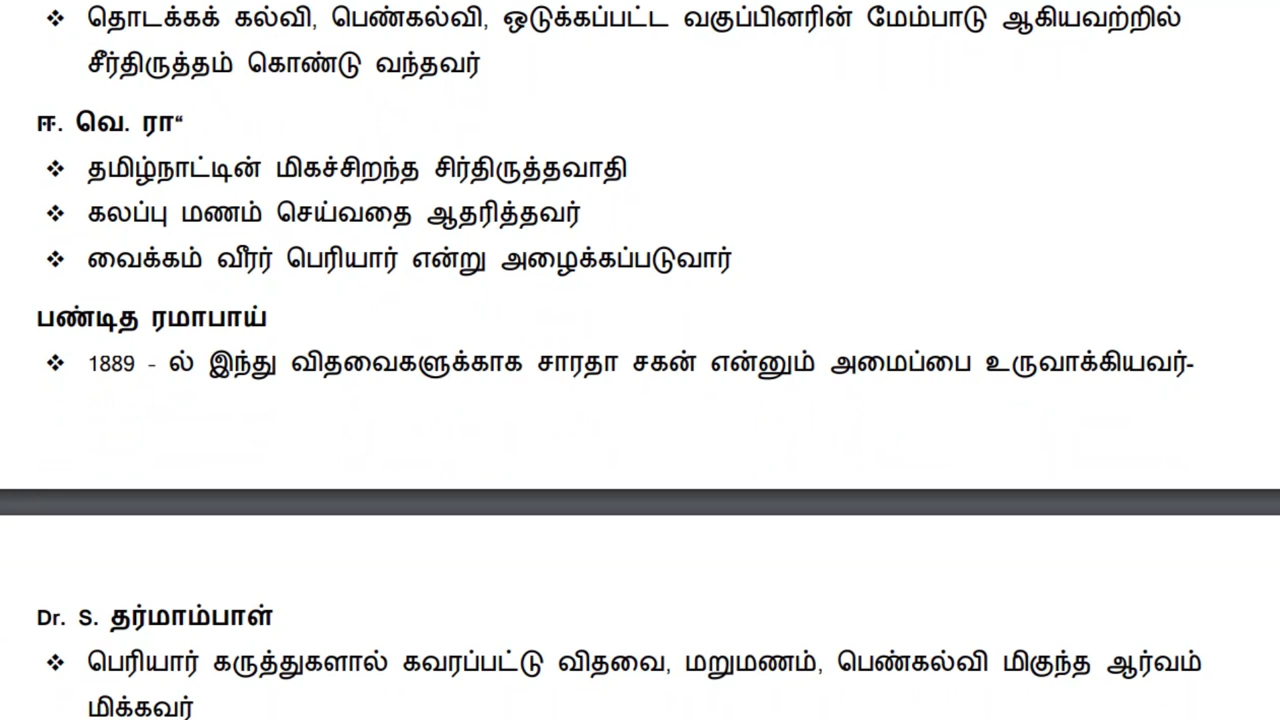 ❖ தொடக்கக் கல்வி, பெண்கல்வி, ஒடுக்கப்பட்ட வகுப்பினரின் மேம்பாடு ஆகியவற்றில்
சீர்திருத்தம் கொண்டு வந்தவர்
ஈ. வெ. ரா“
❖ தமிழ்நாட்டின் மிகச்சிறந்த சிர்திருத்தவாதி
❖ கலப்பு மணம் செய்வதை ஆதரித்தவர்
❖ வைக்கம் வீரர் பெரியார் என்று அழைக்கப்படுவார்
பண்டித ரமாபாய்
❖ 1889 - ல் இந்து விதவைகளுக்காக சாரதா சகன் என்னும் அமைப்பை உருவாக்கியவர்-
Dr. S. தர்மாம்பாள்
❖ பெரியார் கருத்துகளால் கவரப்பட்டு விதவை, மறுமணம், பெண்கல்வி மிகுந்த ஆர்வம்
மிக்கவர்